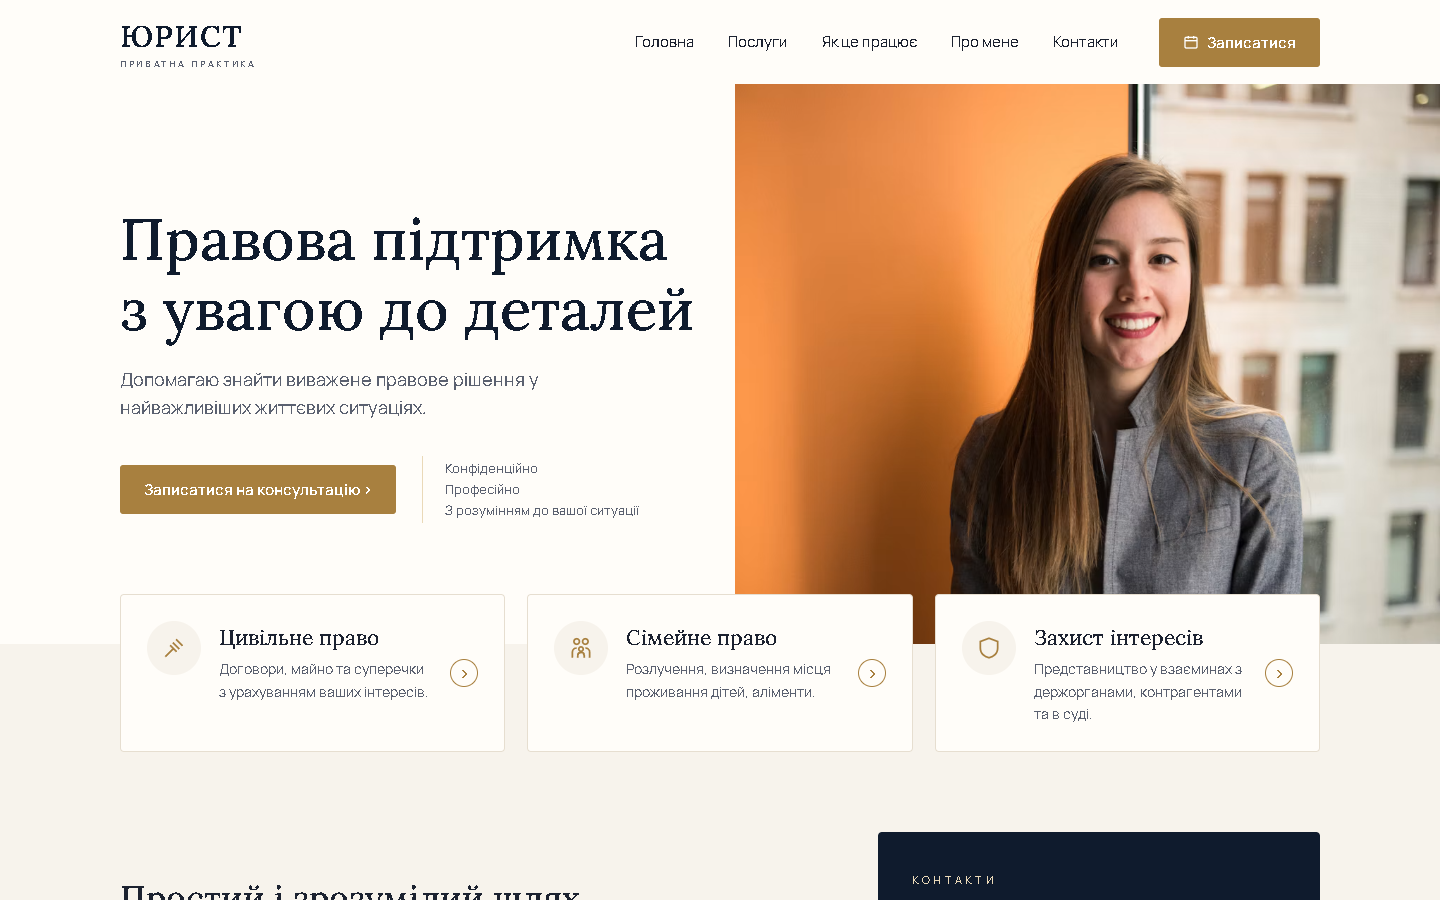 ЮРИСТ
ПРИВАТНА ПРАКТИКА
Головна
Послуги
Як це працює
Про мене
Контакти
Записатися
Правова підтримка
з увагою до деталей
Допомагаю знайти виважене правове рішення у
найважливіших життєвих ситуаціях.
Записатися на консультацію ›
Конфіденційно
Професійно
З розумінням до вашої ситуації
Цивільне право
Договори, майно та суперечки
з урахуванням ваших інтересів.
Сімейне право
Розлучення, визначення місця
проживання дітей, аліменти.
Захист інтересів
Представництво у взаєминах з
держорганами, контрагентами
та в суді.
Простий і зрозумілий шлях
КОНТАКТИ